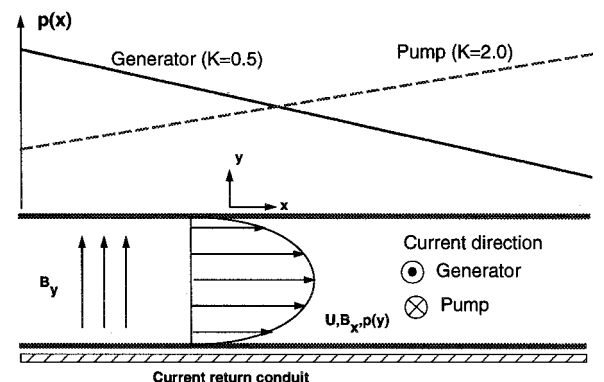 p(x)
Generator (K=0.5)
Pump (K=2.0)
y
x
Current direction
Generator
Pump
By
U,Bx,p(y)
Current return conduit